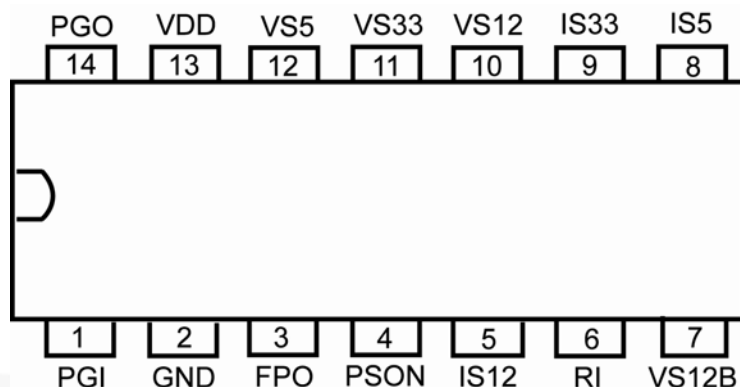 PGO VDD VS5 VS33 VS12 IS33 IS5
14 13 12 11 10 9 8
1 2 3 4 5 6 7
PGI GND FPO PSON IS12 RI VS12B